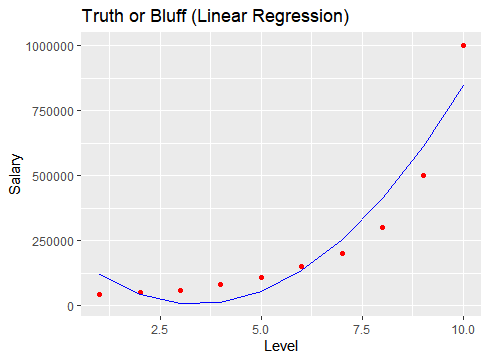 Truth or Bluff (Linear Regression)
1000000
750000
500000
250000
0
Salary
2.5 5.0 7.5 10.0
Level